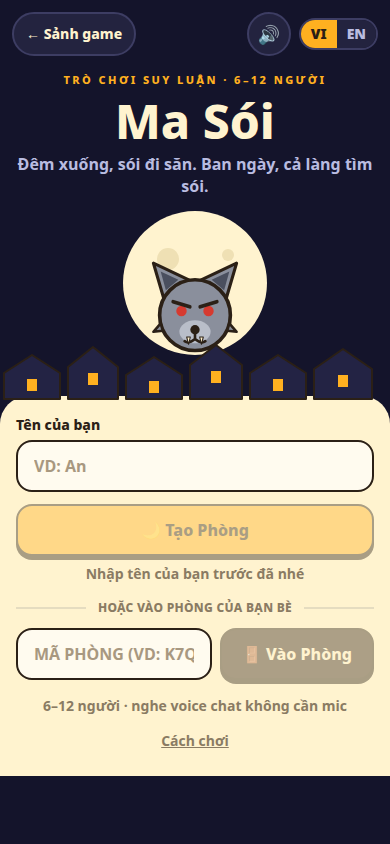 ← Sảnh game
VI EN
TRÒ CHƠI SUY LUẬN · 6–12 NGƯỜI
Ma Sói
Đêm xuống, sói đi săn. Ban ngày, cả làng tìm
sói.
Tên của bạn
VD: An
Tạo Phòng
Nhập tên của bạn trước đã nhé
HOẶC VÀO PHÒNG CỦA BẠN BÈ
MÃ PHÒNG (VD: K7Q
Vào Phòng
6–12 người · nghe voice chat không cần mic
Cách chơi